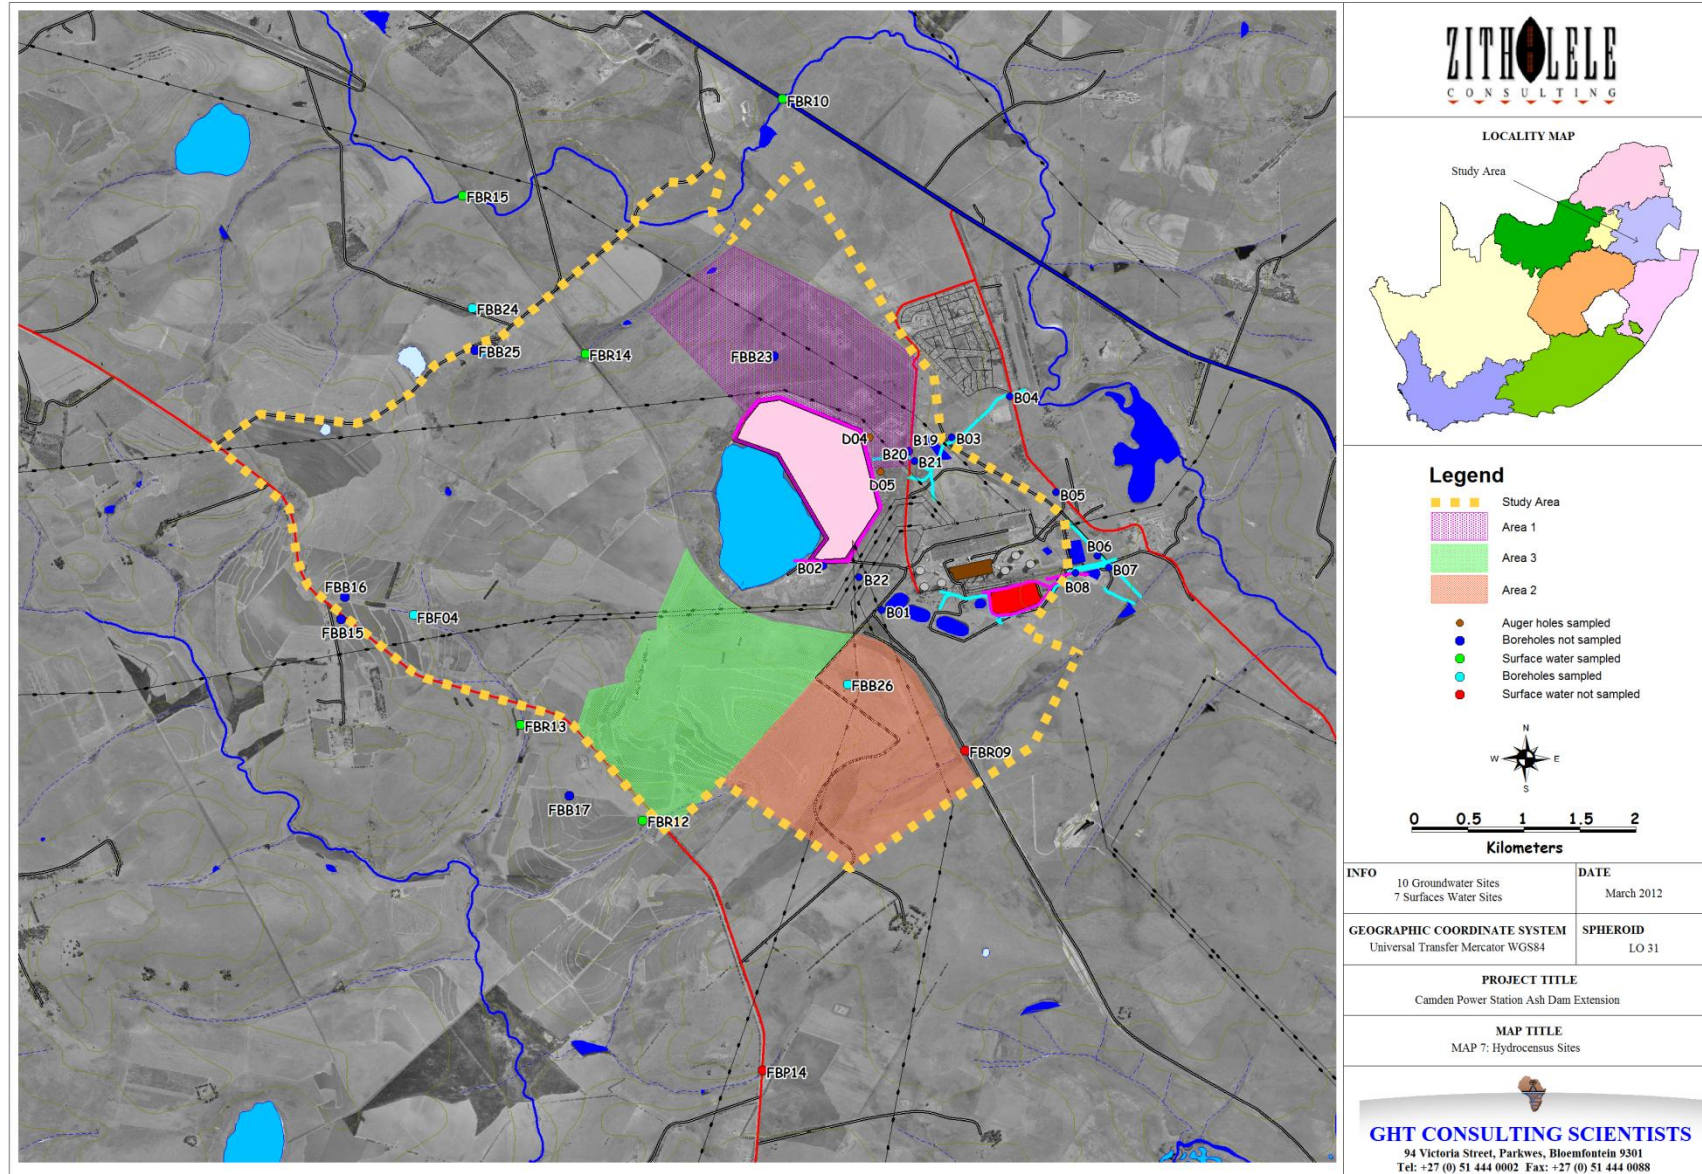 FBR10
FBR15
FBB24
FBB25
FBR14
FBB23
B04
D04
B19
B03
B20
B21
D05
B05
B02
B22
B06
B07
B08
B01
FBB16
FBF04
FBB15
FBB26
FBR13
FBR09
FBB17
FBR12
FBP14
ZITHOLELE
CONSULTING
LOCALITY MAP
Study Area
Legend
Study Area
Area 1
Area 3
Area 2
Auger holes sampled
Boreholes not sampled
Surface water sampled
Boreholes sampled
Surface water not sampled
N
W E
S
0 0.5 1 1.5 2
Kilometers
INFO
10 Groundwater Sites
7 Surfaces Water Sites
DATE
March 2012
GEOGRAPHIC COORDINATE SYSTEM
Universal Transfer Mercator WGS84
SPHEROID
LO 31
PROJECT TITLE
Camden Power Station Ash Dam Extension
MAP TITLE
MAP 7: Hydrocensus Sites
GHT CONSULTING SCIENTISTS
94 Victoria Street, Parkwes, Bloemfontein 9301
Tel: +27 (0) 51 444 0002 Fax: +27 (0) 51 444 0088